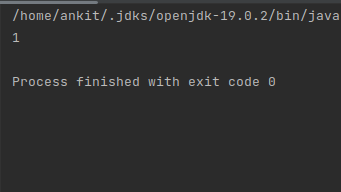 /home/ankit/.jdks/openjdk-19.0.2/bin/java
1
Process finished with exit code 0